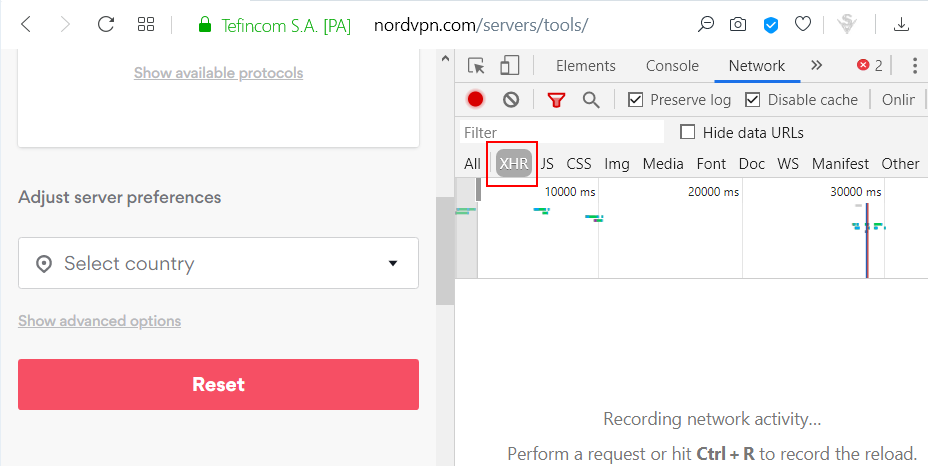 Tefincom S.A. [PA] nordvpn.com/servers/tools/
Show available protocols
Adjust server preferences
Select country
Show advanced options
Reset
Elements Console Network » 2
Preserve log Disable cache Onlir
Filter Hide data URLs
All XHR JS CSS Img Media Font Doc WS Manifest Other
10000 ms 20000 ms 30000 ms
Recording network activity...
Perform a request or hit Ctrl + R to record the reload.